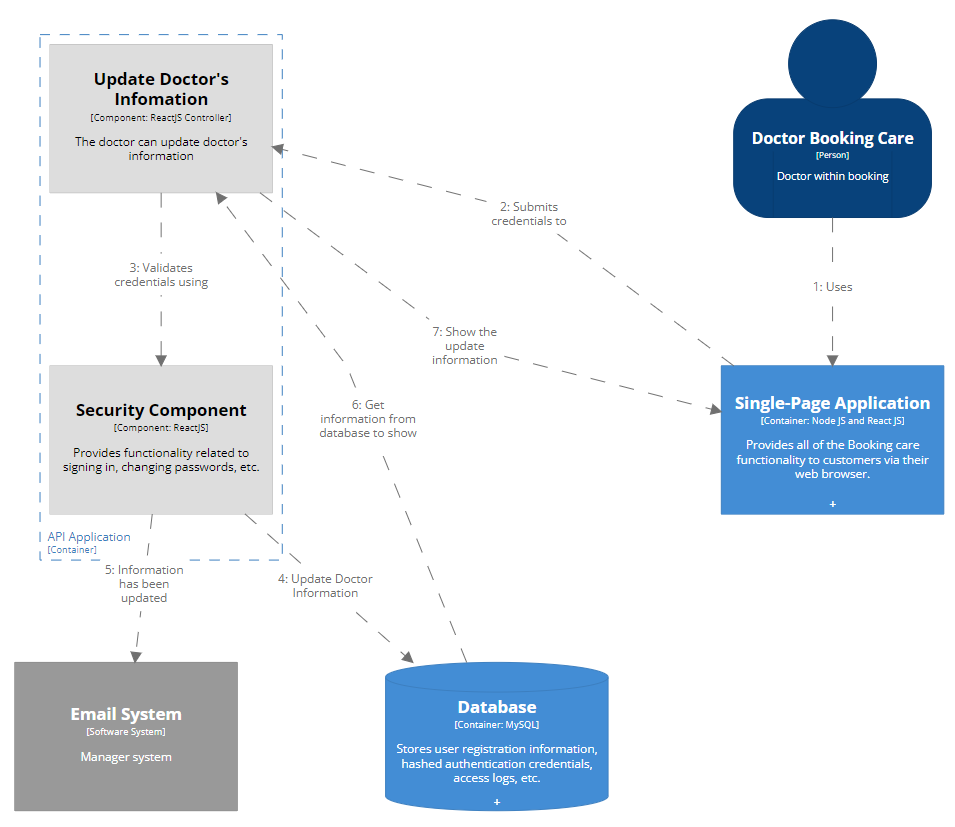 Update Doctor's
Infomation
[Component: ReactJS Controller]
The doctor can update doctor's
information
Doctor Booking Care
[Person]
Doctor within booking
2: Submits
credentials to
3: Validates
credentials using
1: Uses
7: Show the
update
information
6: Get
information from
database to show
Security Component
[Component: ReactJS]
Provides functionality related to
signing in, changing passwords, etc.
Single-Page Application
[Container: Node JS and React JS]
Provides all of the Booking care
functionality to customers via their
web browser.
+
API Application
[Container]
5: Information
has been
updated
4: Update Doctor
Information
Email System
[Software System]
Manager system
Database
[Container: MySQL]
Stores user registration information,
hashed authentication credentials,
access logs, etc.
+